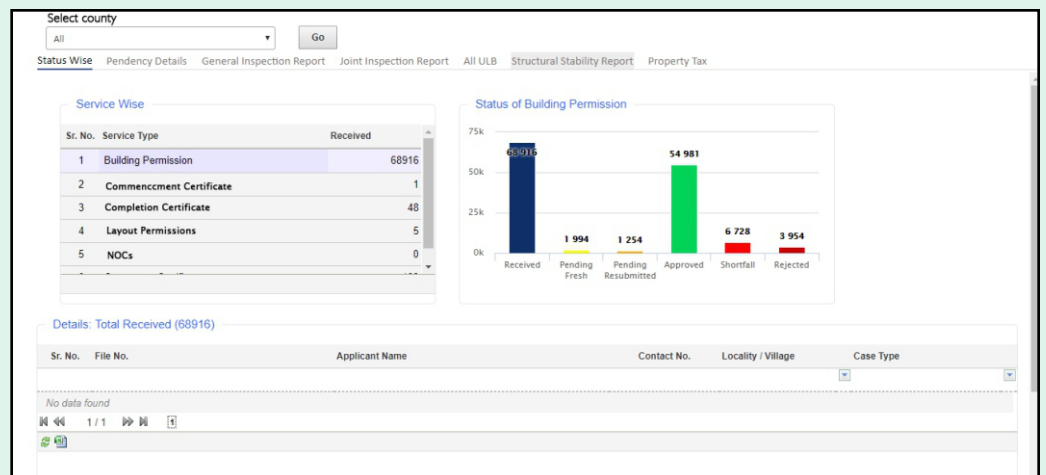 Select county
All
Go
Status Wise Pendency Details General Inspection Report Joint Inspection Report All ULB Structural Stability Report Property Tax
Service Wise
Sr. No. Service Type Received
1 Building Permission 68916
2 Commenccment Certificate 1
3 Completion Certificate 48
4 Layout Permissions 5
5 NOCs 0
Status of Building Permission
75k
50k
25k
0k
68 916
1 994
1 254
54 981
6 728
3 954
Received
Pending Fresh
Pending Resubmitted
Approved
Shortfall
Rejected
Details: Total Received (68916)
Sr. No. File No. Applicant Name Contact No. Locality / Village Case Type
No data found
1 / 1 1